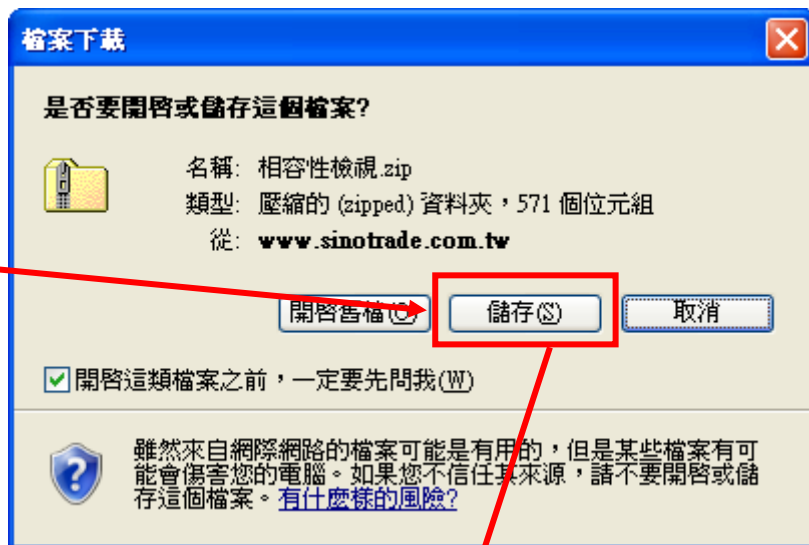 檔案下載
是否要開啓或儲存這個檔案?
名稱: 相容性檢視.zip
類型: 壓縮的 (zipped) 資料夾，571 個位元組
從: www.sinotrade.com.tw
開啓舊檔(O) 儲存(S) 取消
開啓這類檔案之前，一定要先問我(W)
雖然來自網際網路的檔案可能是有用的，但是某些檔案有可
能會傷害您的電腦。如果您不信任其來源，請不要開啓或儲
存這個檔案。有什麼樣的風險?